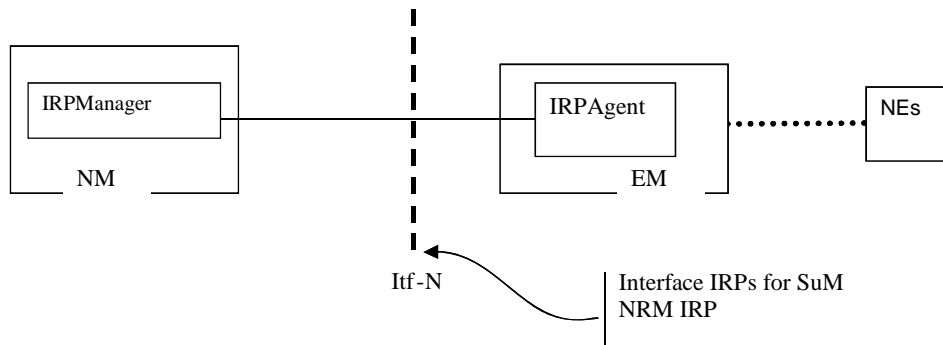 IRPManager
IRPAgent
NEs
NM
EM
Itf-N
Interface IRPs for SuM
NRM IRP